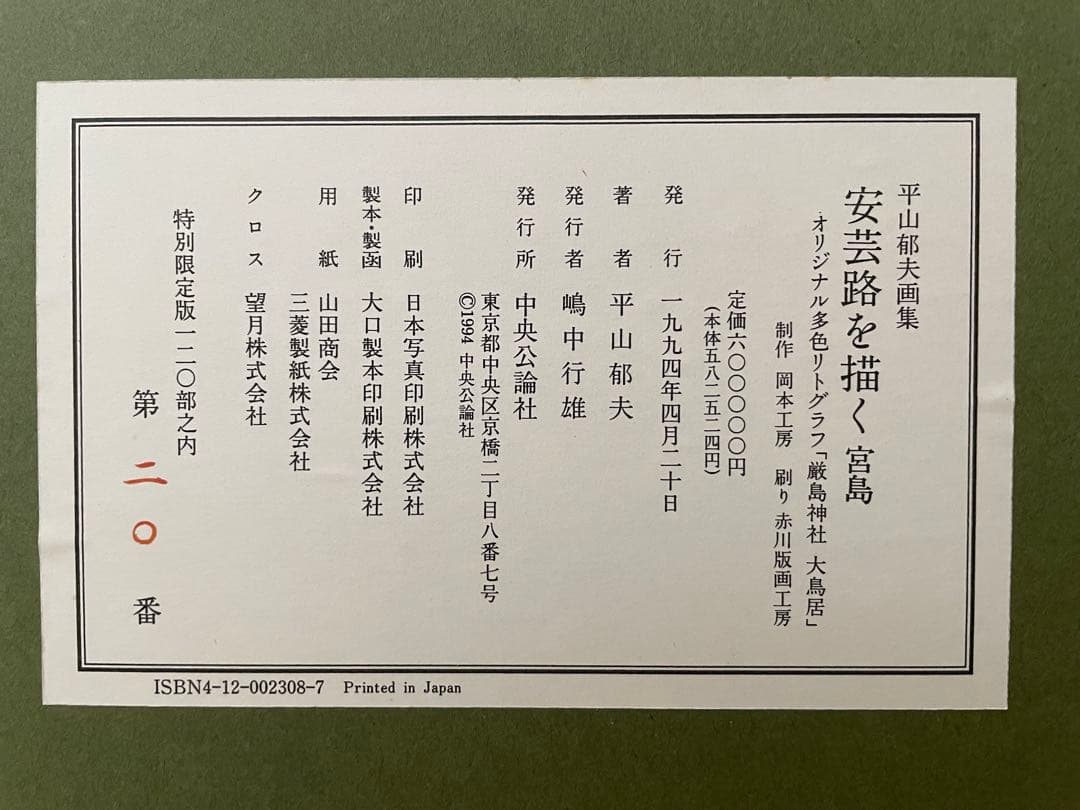 平山郁夫画集
安芸路を描く 宮島
オリジナル多色リトグラフ「厳島神社 大鳥居」
制作 岡本工房 刷り 赤川版画工房
定価六〇〇〇〇〇円
(本体五八二五二四円)
発行 一九九四年四月二十日
著者 平山郁夫
発行者 嶋中行雄
発行所 中央公論社
東京都中央区京橋二丁目八番七号
©1994 中央公論社
印刷 日本写真印刷株式会社
製本・製函 大口製本印刷株式会社
用紙 山田商会
三菱製紙株式会社
クロス 望月株式会社
特別限定版一二〇部之内
第 二〇 番
ISBN4-12-002308-7 Printed in Japan